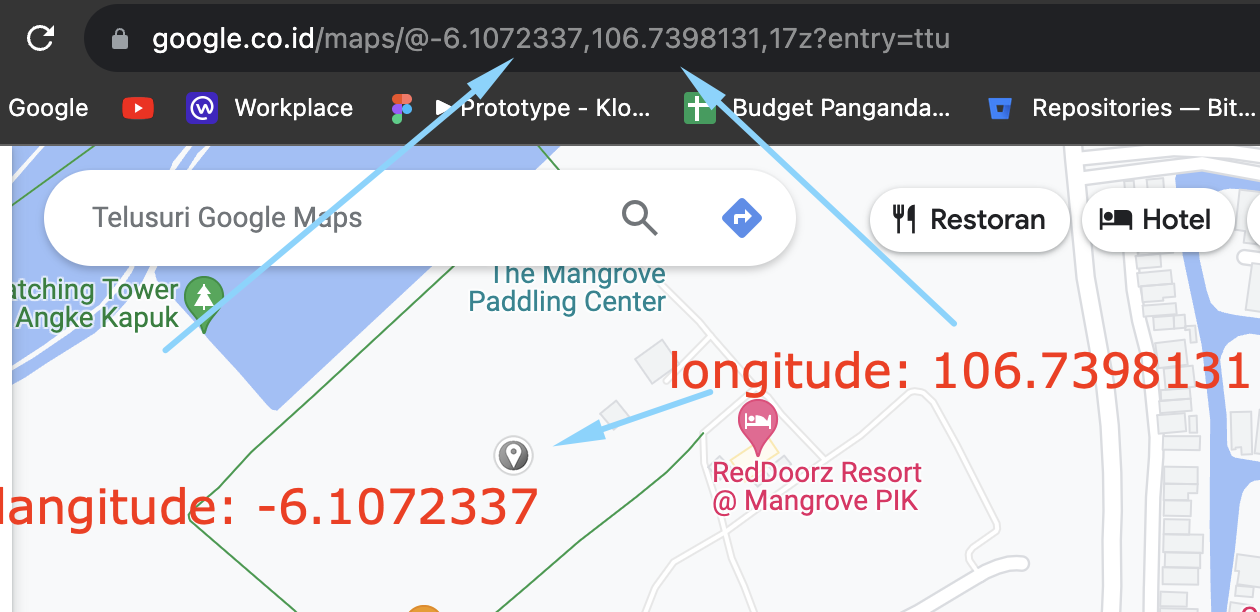 google.co.id/maps/@-6.1072337,106.7398131,17z?entry=ttu
Google Workplace Prototype - Klo... Budget Panganda... Repositories — Bit...
Telusuri Google Maps
Restoran
Hotel
atching Tower
Angke Kapuk
The Mangrove
Paddling Center
longitude: 106.7398131
RedDoorz Resort
@ Mangrove PIK
langitude: -6.1072337